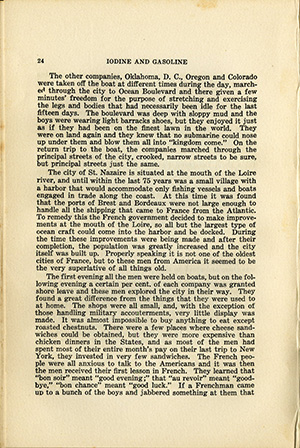 24 IODINE AND GASOLINE
The other companies, Oklahoma, D. C., Oregon and Colorado
were taken off the boat at different times during the day, march-
ed through the city to Ocean Boulevard and there given a few
minutes' freedom for the purpose of stretching and exercising
the legs and bodies that had necessarily been idle for the last
fifteen days. The boulevard was deep with sloppy mud and the
boys were wearing light barracks shoes, but they enjoyed it just
as if they had been on the finest lawn in the world. They
were on land again and they knew that no submarine could nose
up under them and blow them all into "kingdom come." On the
return trip to the boat, the companies marched through the
principal streets of the city, crooked, narrow streets to be sure,
but principal streets just the same.
The city of St. Nazaire is situated at the mouth of the Loire
river, and until within the last 75 years was a small village with
a harbor that would accommodate only fishing vessels and boats
engaged in trade along the coast. At this time it was found
that the ports of Brest and Bordeaux were not large enough to
handle all the shipping that came to France from the Atlantic.
To remedy this the French government decided to make improve-
ments at the mouth of the Loire, so all but the largest type of
ocean craft could come into the harbor and be docked. During
the time these improvements were being made and after their
completion, the population was greatly increased and the city
itself was built up. Properly speaking it is not one of the oldest
cities of France, but to these men from America it seemed to be
the very superlative of all things old.
The first evening all the men were held on boats, but on the fol-
lowing evening a certain per cent. of each company was granted
shore leave and these men explored the city in their way. They
found a great difference from the things that they were used to
at home. The shops were all small, and, with the exception of
those handling military accouterments, very little display was
made. It was almost impossible to buy anything to eat except
roasted chestnuts. There were a few places where cheese sand-
wiches could be obtained, but they were more expensive than
chicken dinners in the States, and as most of the men had
spent most of their entire month's pay on their last trip to New
York, they invested in very few sandwiches. The French peo-
ple were all anxious to talk to the Americans and it was then
the men received their first lesson in French. They learned that
"bon soir" meant "good evening;" that "au revoir" meant "good-
bye," "bon chance" meant "good luck." If a Frenchman came
up to a bunch of the boys and jabbered something at them that